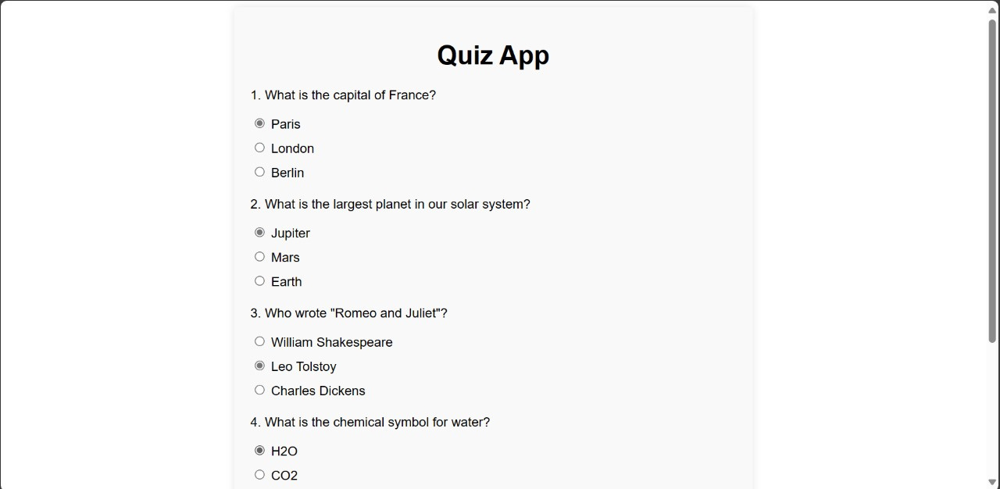 Quiz App
1. What is the capital of France?
Paris
London
Berlin
2. What is the largest planet in our solar system?
Jupiter
Mars
Earth
3. Who wrote "Romeo and Juliet"?
William Shakespeare
Leo Tolstoy
Charles Dickens
4. What is the chemical symbol for water?
H2O
CO2